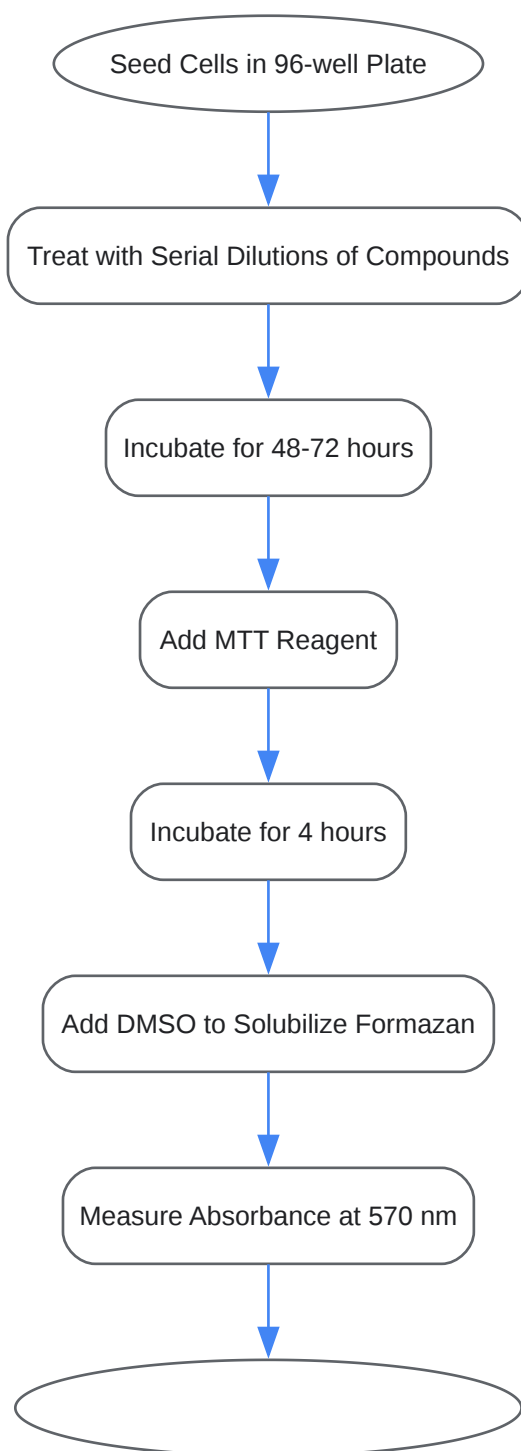 Seed Cells in 96-well Plate
Treat with Serial Dilutions of Compounds
Incubate for 48-72 hours
Add MTT Reagent
Incubate for 4 hours
Add DMSO to Solubilize Formazan
Measure Absorbance at 570 nm